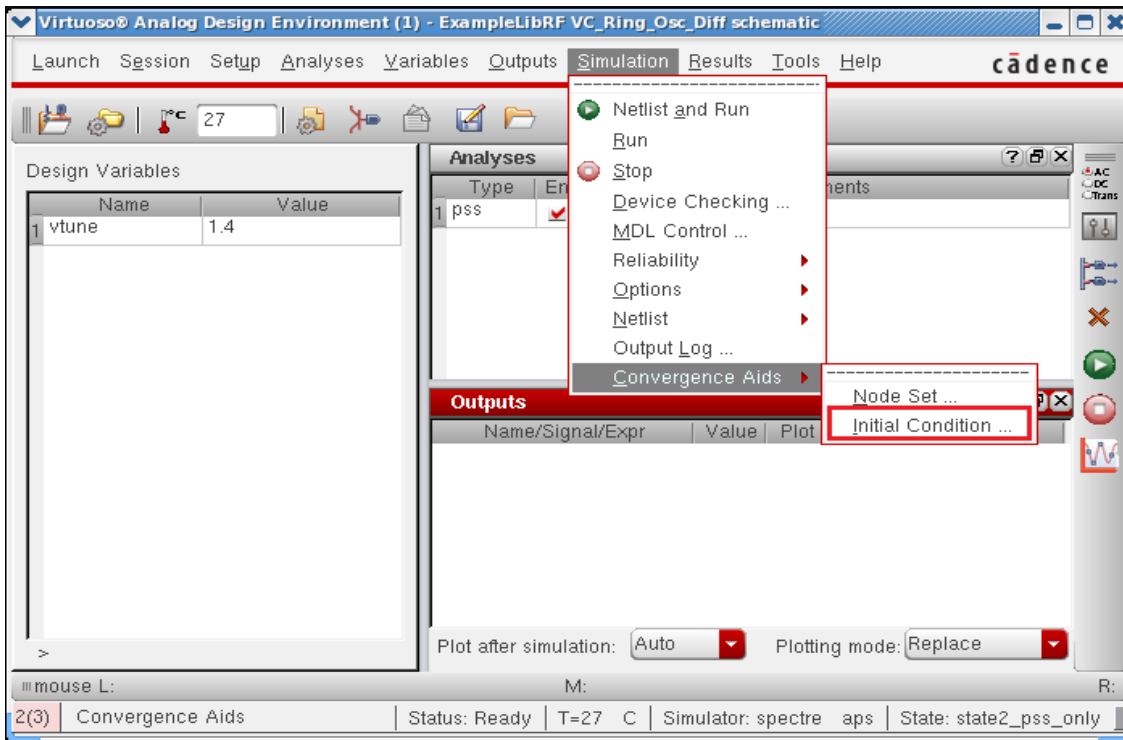 Virtuoso® Analog Design Environment (1) - ExampleLibRF VC_Ring_Osc_Diff schematic
Launch Session Setup Analyses Variables Outputs Simulation Results Tools Help cādence
°C 27
Design Variables
Name Value
1 vtune 1.4
>
Analyses
Type En ments
1 pss
Netlist and Run
Run
Stop
Device Checking ...
MDL Control ...
Reliability
Options
Netlist
Output Log ...
Convergence Aids
Node Set ...
Initial Condition ...
AC
DC
Trans
Outputs
Name/Signal/Expr Value Plot
Plot after simulation: Auto Plotting mode: Replace
mouse L: M: R:
2(3) Convergence Aids Status: Ready T=27 C Simulator: spectre aps State: state2_pss_only